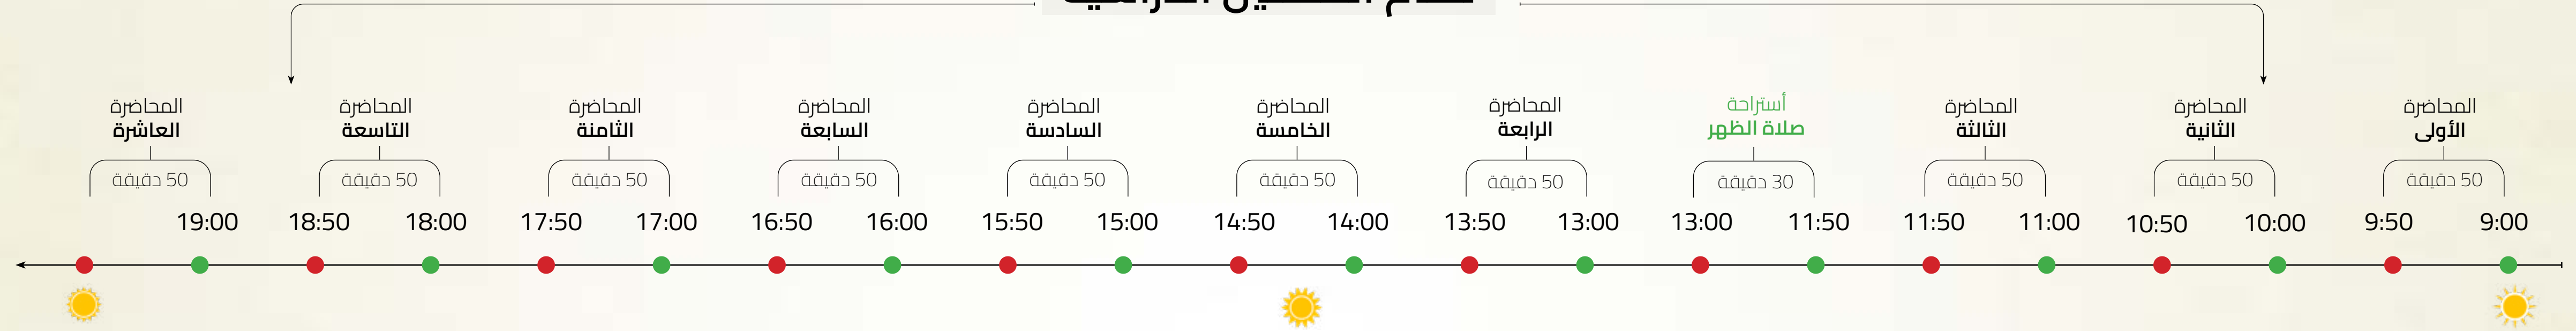 المحاضرة
الأولى
50 دقيقة
9:00
9:50
المحاضرة
الثانية
50 دقيقة
10:00
10:50
المحاضرة
الثالثة
50 دقيقة
11:00
11:50
أستراحة
صلاة الظهر
30 دقيقة
11:50
13:00
المحاضرة
الرابعة
50 دقيقة
13:00
13:50
المحاضرة
الخامسة
50 دقيقة
14:00
14:50
المحاضرة
السادسة
50 دقيقة
15:00
15:50
المحاضرة
السابعة
50 دقيقة
16:00
16:50
المحاضرة
الثامنة
50 دقيقة
17:00
17:50
المحاضرة
التاسعة
50 دقيقة
18:00
18:50
المحاضرة
العاشرة
50 دقيقة
19:00